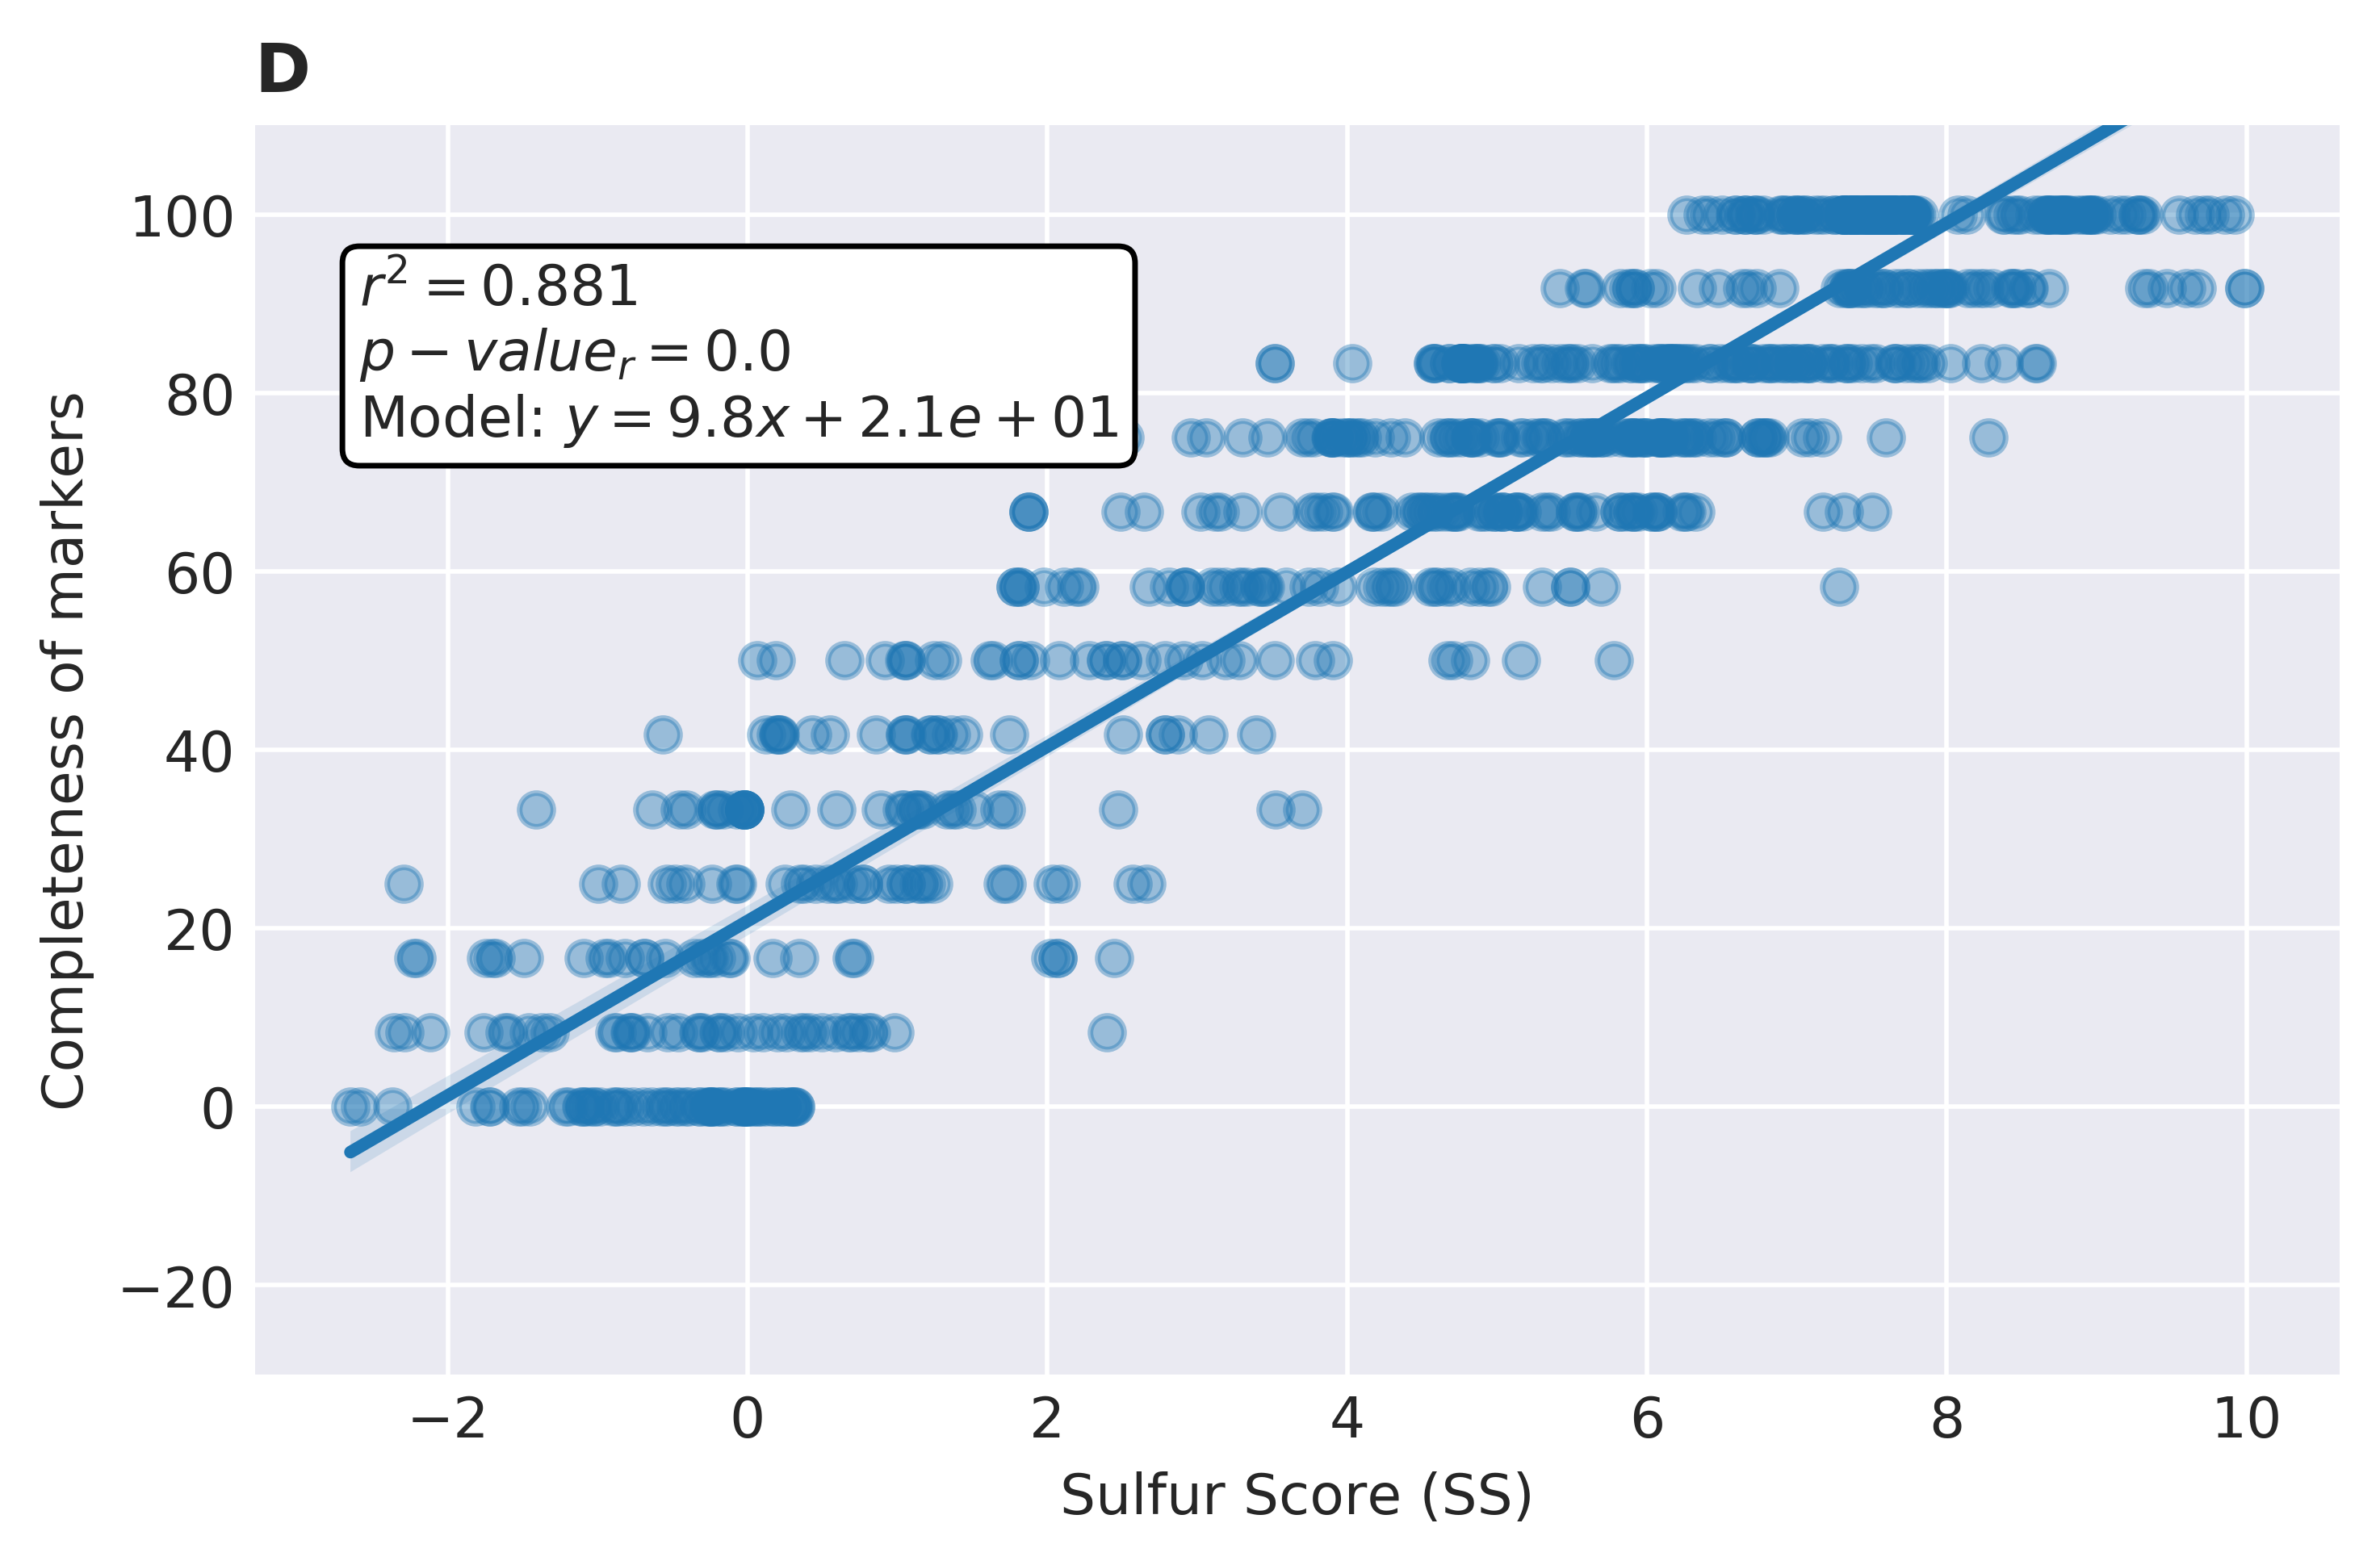 D
100
80
60
40
20
0
−20
Completeness of markers
r² = 0.881
p − valueᵣ = 0.0
Model: y = 9.8x + 2.1e + 01
−2 0 2 4 6 8 10
Sulfur Score (SS)